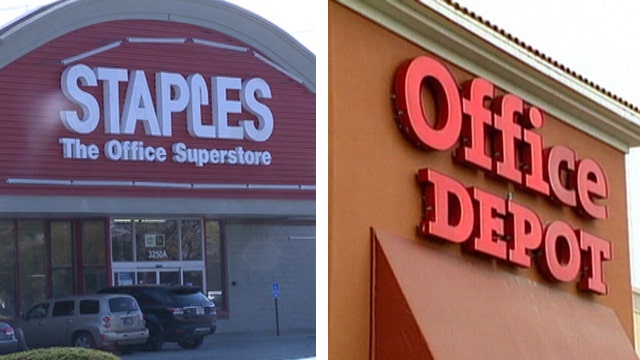 STAPLES
The Office Superstore
3250A
Office
DEPOT